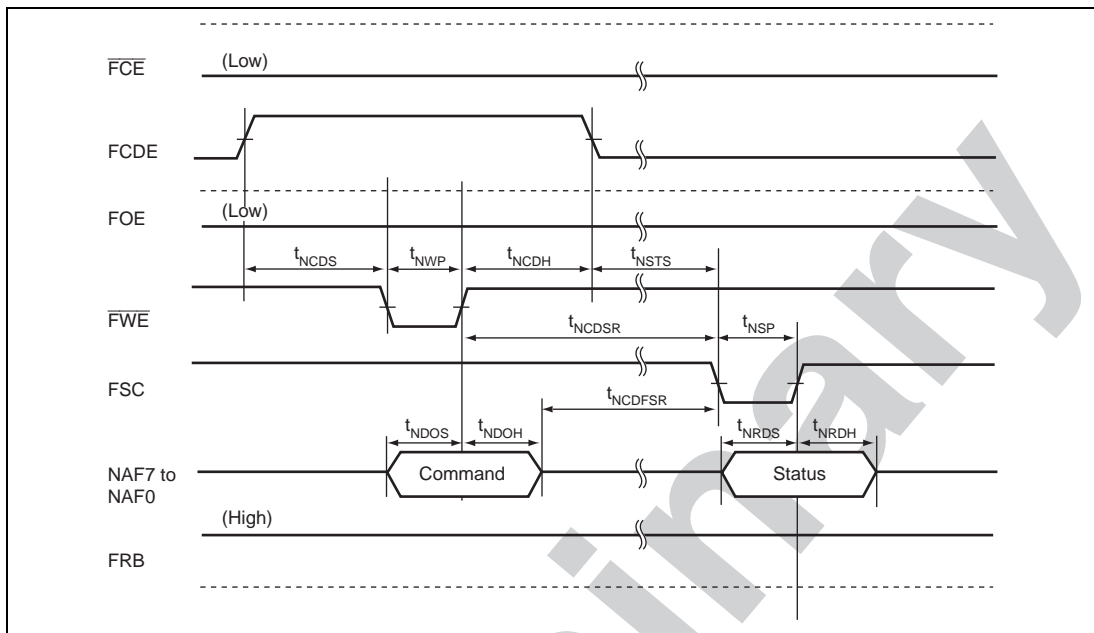 FCE (Low)
FCDE
FOE (Low)
tNCDS tNWP tNCDH tNSTS
FWE
tNCDSR tNSP
FSC
tNCDFSR
tNDOS tNDOH tNRDS tNRDH
NAF7 to
NAF0
Command Status
(High)
FRB
inary